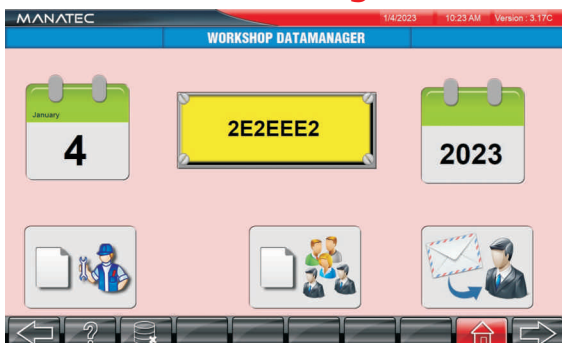 MANATEC
1/4/2023 10:23 AM Version : 3.17C
WORKSHOP DATAMANAGER
January
4
2E2EEE2
2023
?